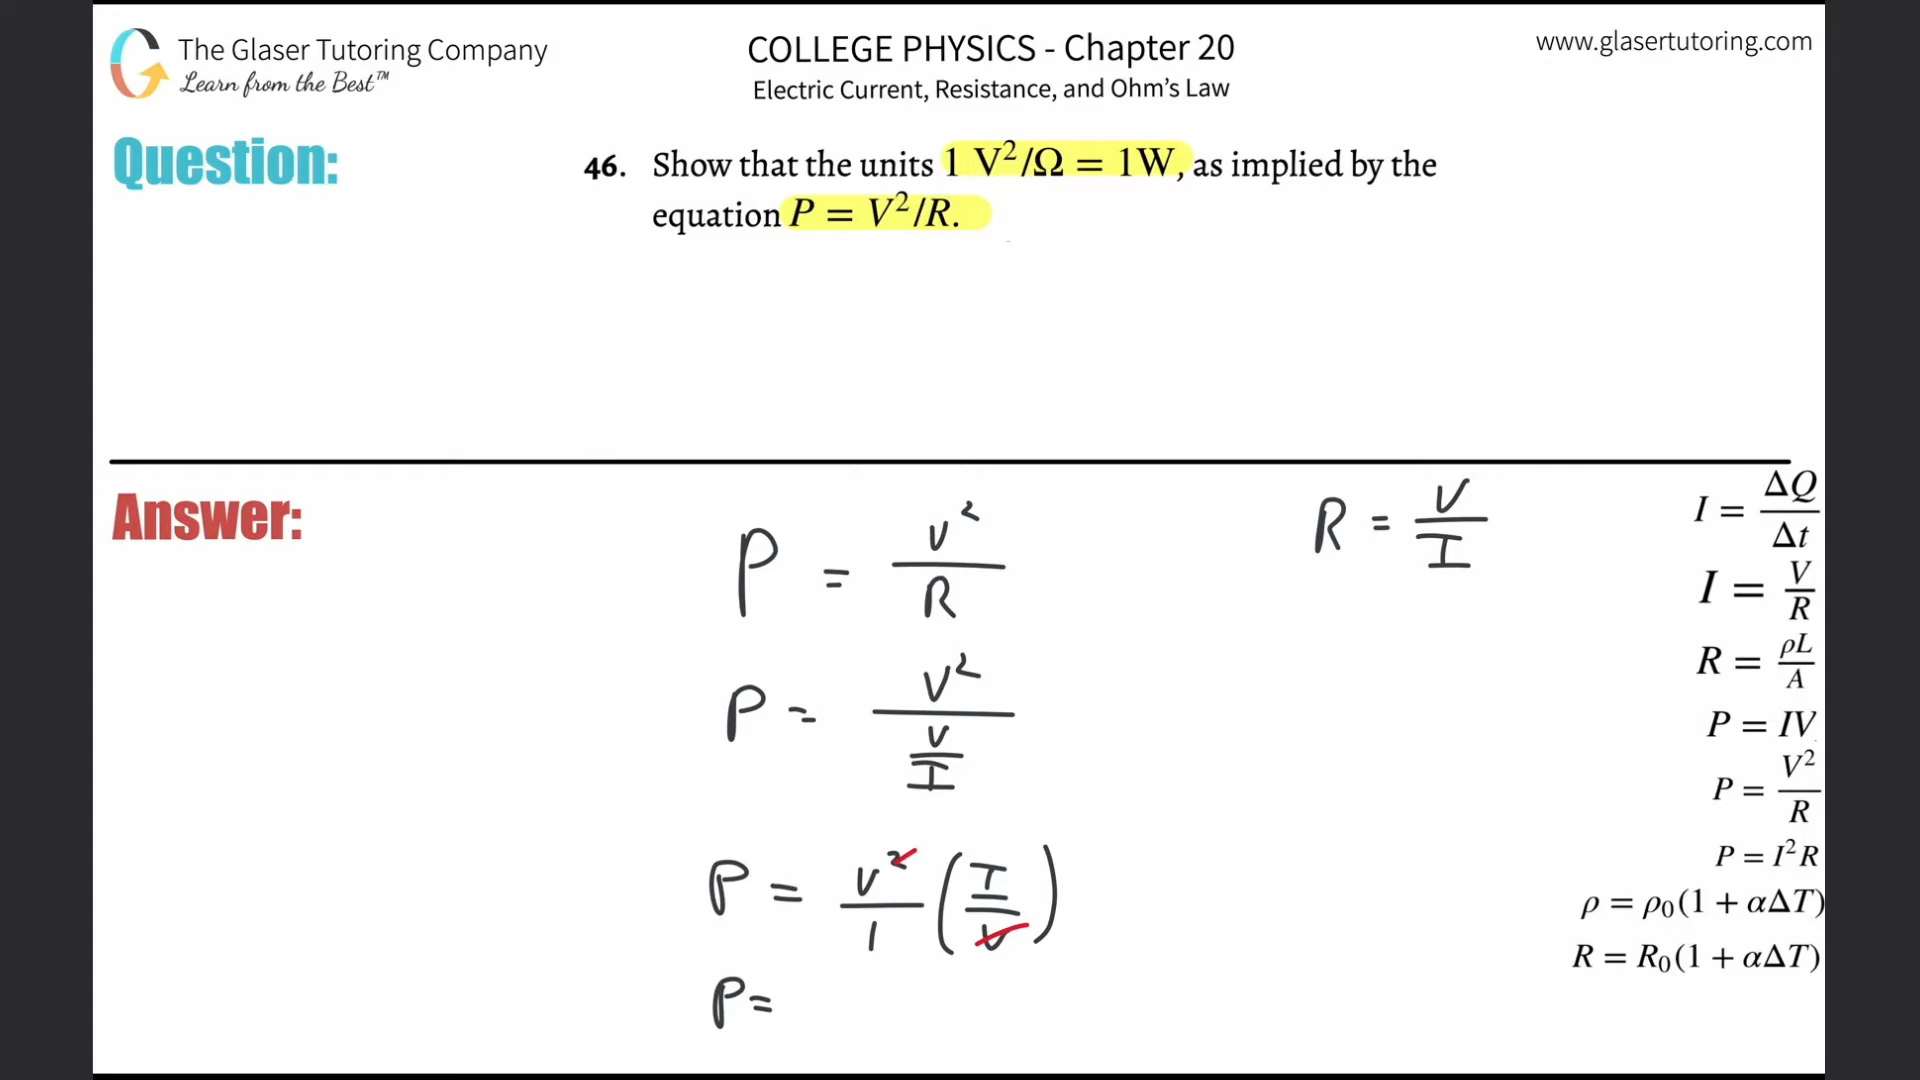 The Glaser Tutoring Company
Learn from the Best™
COLLEGE PHYSICS - Chapter 20
Electric Current, Resistance, and Ohm’s Law
www.glasertutoring.com
Question:
46. Show that the units 1 V²/Ω = 1W, as implied by the
equation P = V²/R.
Answer:
P = V²/R
P = V²/(V/I)
P = V²/1 (I/V)
P =
R = V/I
I = ΔQ/Δt
I = V/R
R = ρL/A
P = IV
P = V²/R
P = I²R
ρ = ρ₀(1 + αΔT)
R = R₀(1 + αΔT)